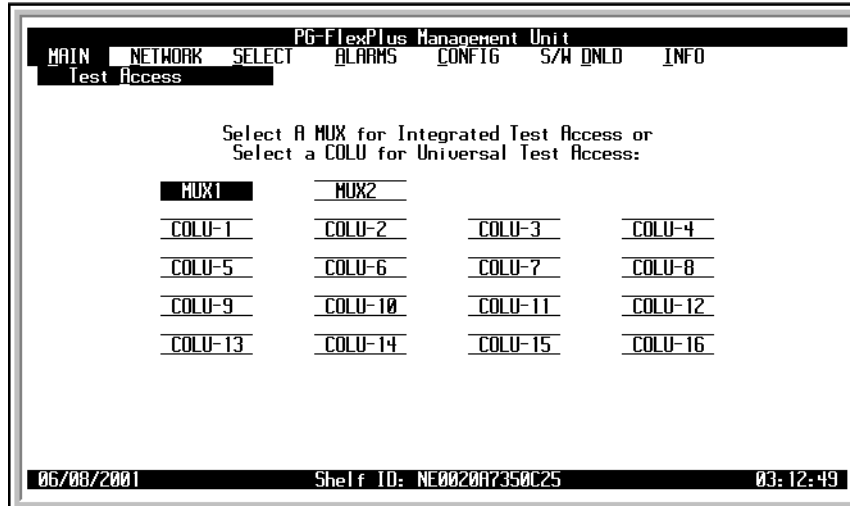 PG-FlexPlus Management Unit
MAIN NETWORK SELECT ALARMS CONFIG S/W DNLD INFO
Test Access
Select A MUX for Integrated Test Access or
Select a COLU for Universal Test Access:
MUX1 MUX2
COLU-1 COLU-2 COLU-3 COLU-4
COLU-5 COLU-6 COLU-7 COLU-8
COLU-9 COLU-10 COLU-11 COLU-12
COLU-13 COLU-14 COLU-15 COLU-16
06/08/2001 Shelf ID: NE0020A7350C25 03:12:49